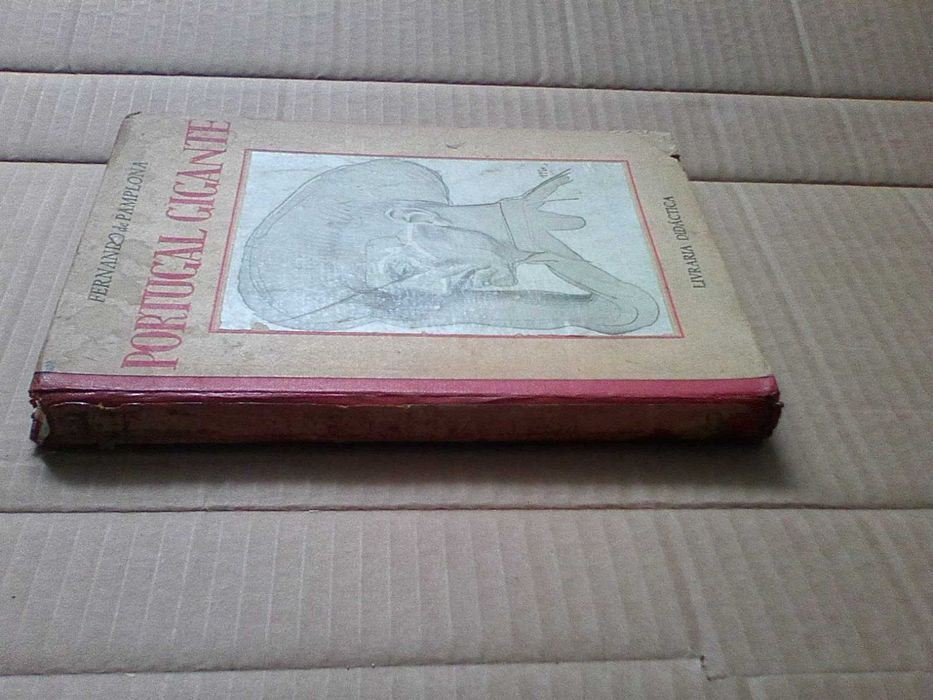 FERNANDO de PAMPLONA
PORTUGAL GIGANTE
LIVRARIA DIDÁCTICA